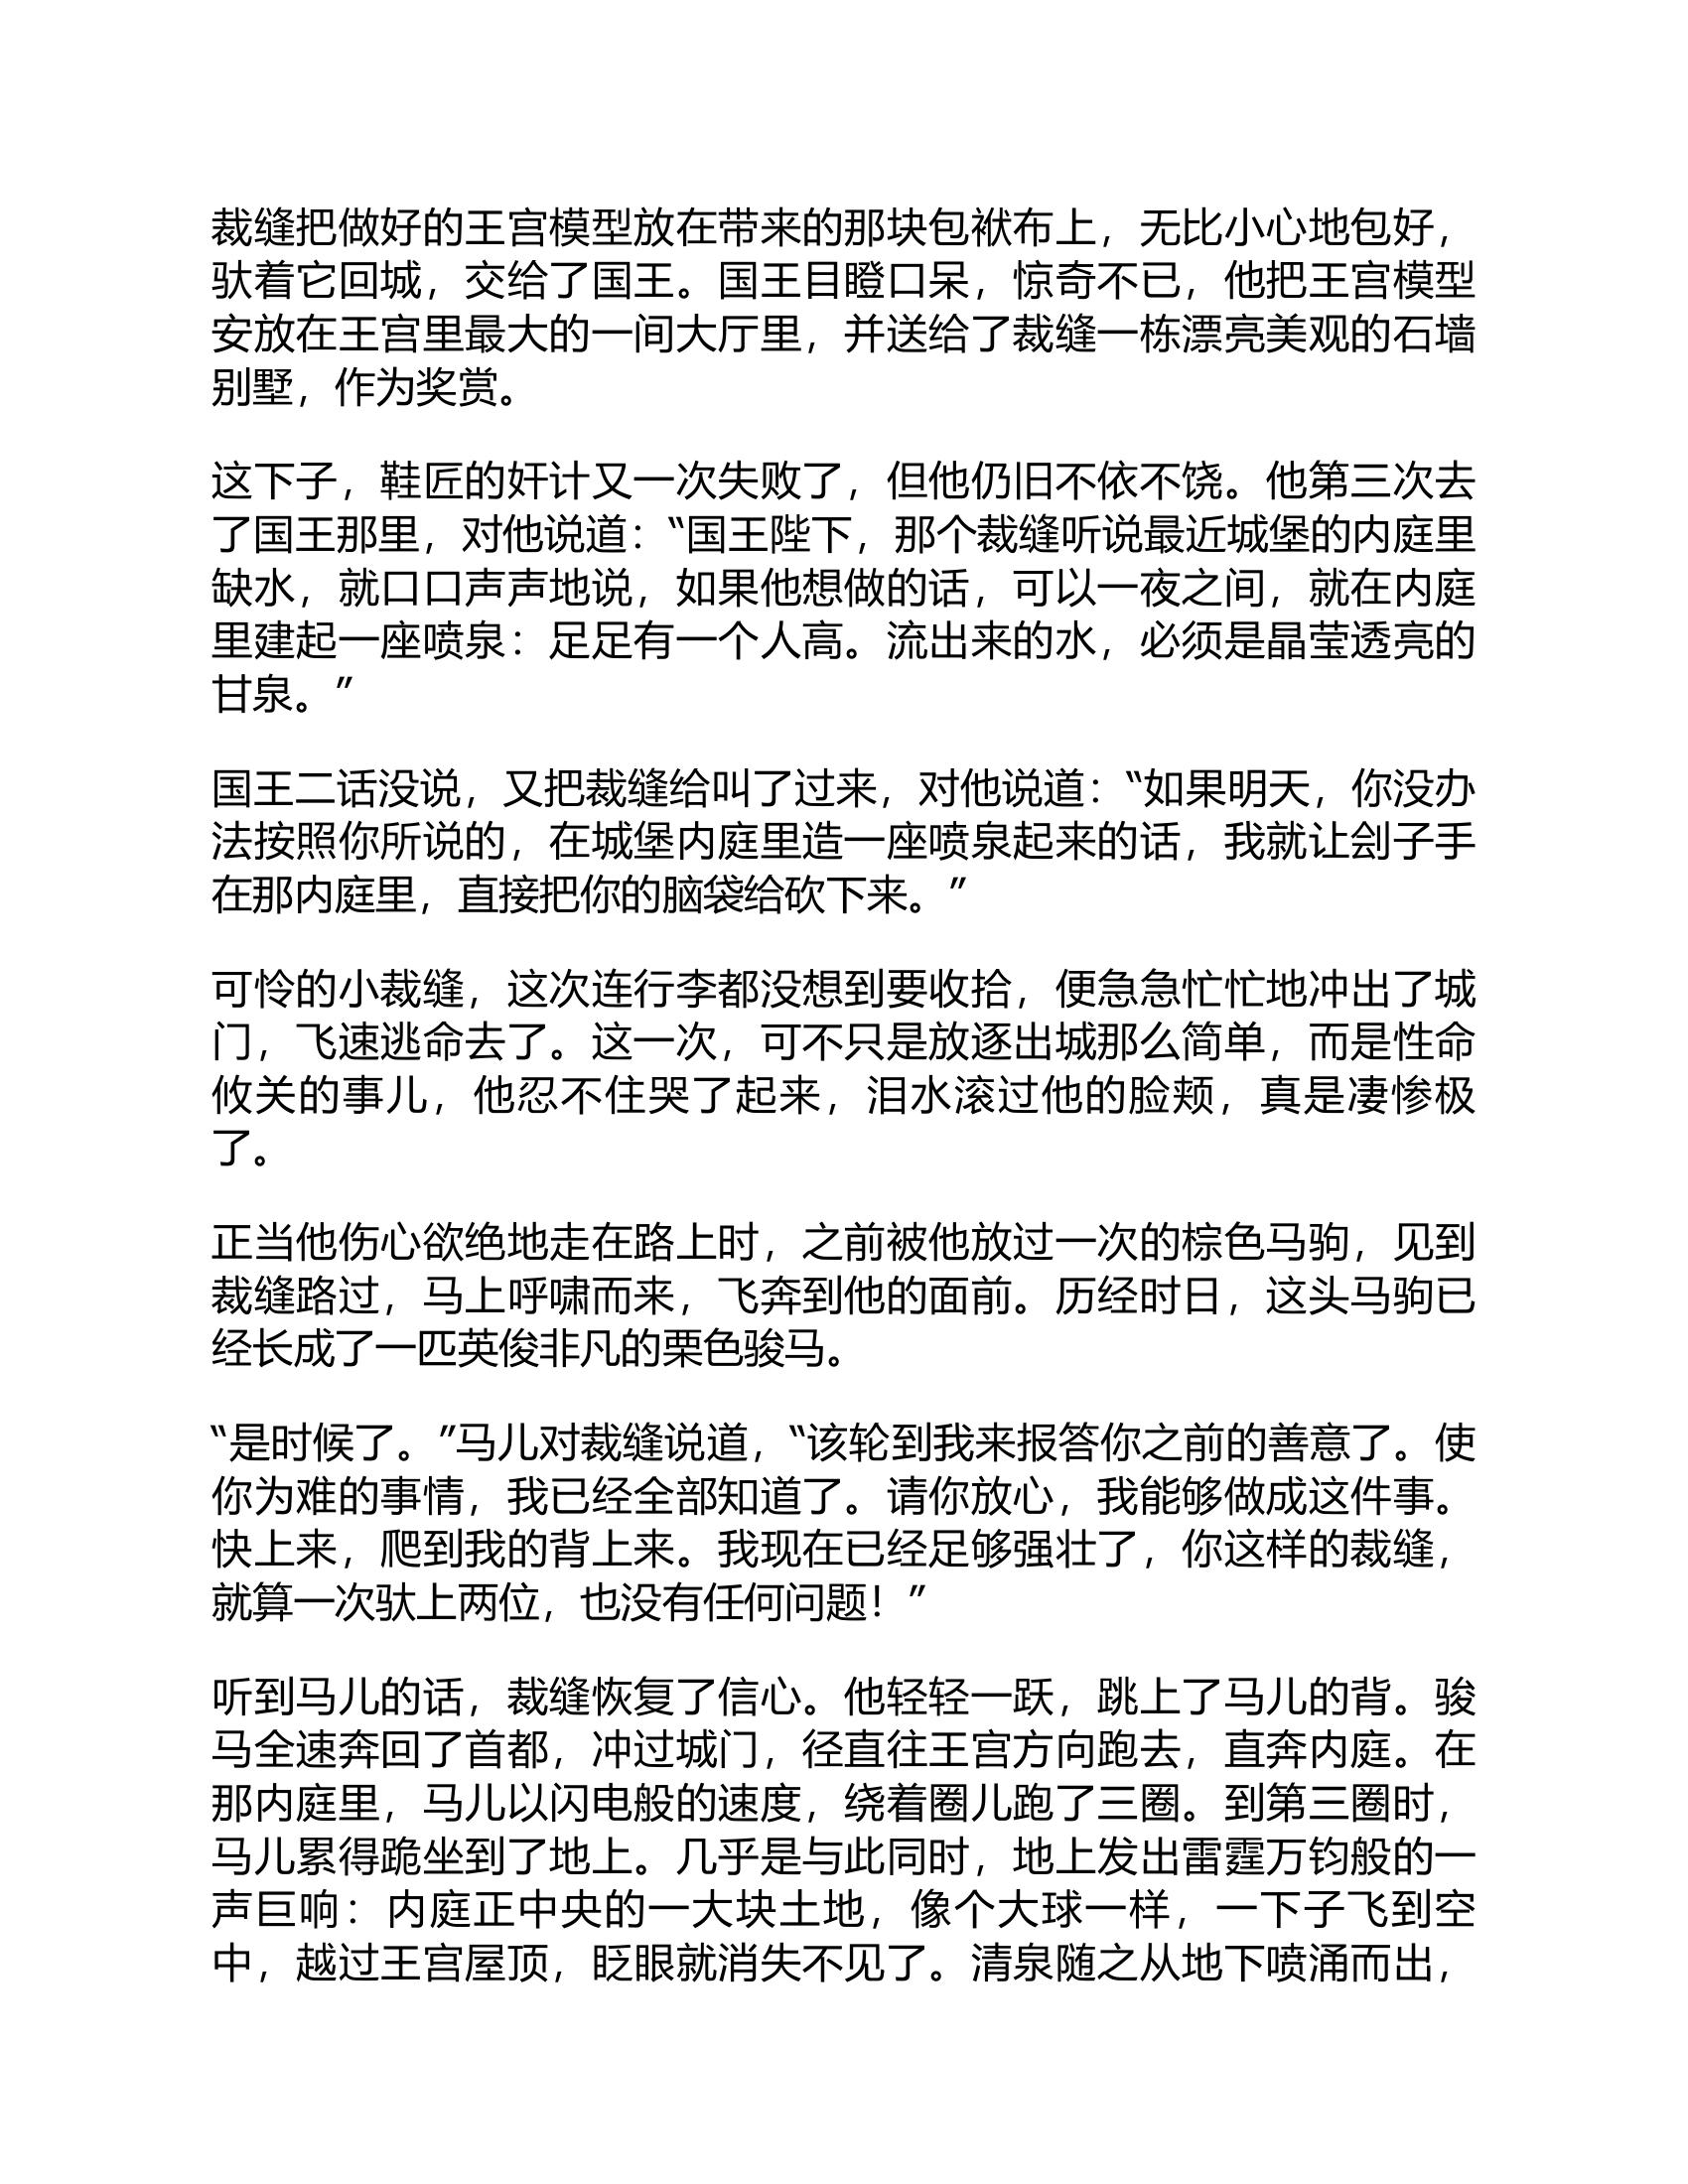 裁缝把做好的王宫模型放在带来的那块包袱布上，无比小心地包好，
驮着它回城，交给了国王。国王目瞪口呆，惊奇不已，他把王宫模型
安放在王宫里最大的一间大厅里，并送给了裁缝一栋漂亮美观的石墙
别墅，作为奖赏。
这下子，鞋匠的奸计又一次失败了，但他仍旧不依不饶。他第三次去
了国王那里，对他说道：“国王陛下，那个裁缝听说最近城堡的内庭里
缺水，就口口声声地说，如果他想做的话，可以一夜之间，就在内庭
里建起一座喷泉：足足有一个人高。流出来的水，必须是晶莹透亮的
甘泉。”
国王二话没说，又把裁缝给叫了过来，对他说道：“如果明天，你没办
法按照你所说的，在城堡内庭里造一座喷泉起来的话，我就让刽子手
在那内庭里，直接把你的脑袋给砍下来。”
可怜的小裁缝，这次连行李都没想到要收拾，便急急忙忙地冲出了城
门，飞速逃命去了。这一次，可不只是放逐出城那么简单，而是性命
攸关的事儿，他忍不住哭了起来，泪水滚过他的脸颊，真是凄惨极
了。
正当他伤心欲绝地走在路上时，之前被他放过一次的棕色马驹，见到
裁缝路过，马上呼啸而来，飞奔到他的面前。历经时日，这头马驹已
经长成了一匹英俊非凡的栗色骏马。
“是时候了。”马儿对裁缝说道，“该轮到我来报答你之前的善意了。使
你为难的事情，我已经全部知道了。请你放心，我能够做成这件事。
快上来，爬到我的背上来。我现在已经足够强壮了，你这样的裁缝，
就算一次驮上两位，也没有任何问题！”
听到马儿的话，裁缝恢复了信心。他轻轻一跃，跳上了马儿的背。骏
马全速奔回了首都，冲过城门，径直往王宫方向跑去，直奔内庭。在
那内庭里，马儿以闪电般的速度，绕着圈儿跑了三圈。到第三圈时，
马儿累得跪坐到了地上。几乎是与此同时，地上发出雷霆万钧般的一
声巨响：内庭正中央的一大块土地，像个大球一样，一下子飞到空
中，越过王宫屋顶，眨眼就消失不见了。清泉随之从地下喷涌而出，